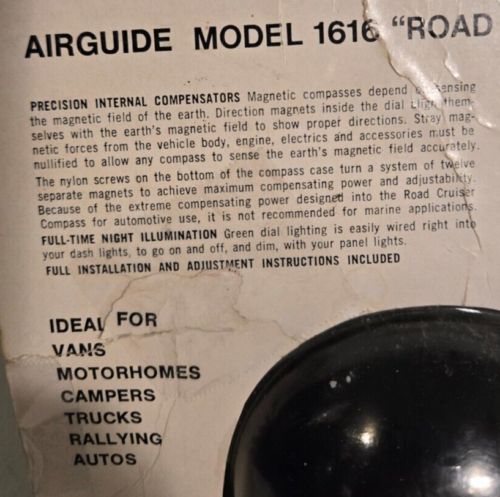 AIRGUIDE MODEL 1616 "ROAD
PRECISION INTERNAL COMPENSATORS Magnetic compasses depend sensing
the magnetic field of the earth. Direction magnets inside the dial align them-
selves with the earth's magnetic field to show proper directions. Stray mag-
netic forces from the vehicle body, engine, electrics and accessories must be
nullified to allow any compass to sense the earth's magnetic field accurately.
The nylon screws on the bottom of the compass case turn a system of twelve
separate magnets to achieve maximum compensating power and adjustability.
Because of the extreme compensating power designed into the Road Cruiser
Compass for automotive use, it is not recommended for marine applications.
FULL-TIME NIGHT ILLUMINATION Green dial lighting is easily wired right into
your dash lights, to go on and off, and dim, with your panel lights.
FULL INSTALLATION AND ADJUSTMENT INSTRUCTIONS INCLUDED
IDEAL FOR
VANS
MOTORHOMES
CAMPERS
TRUCKS
RALLYING
AUTOS